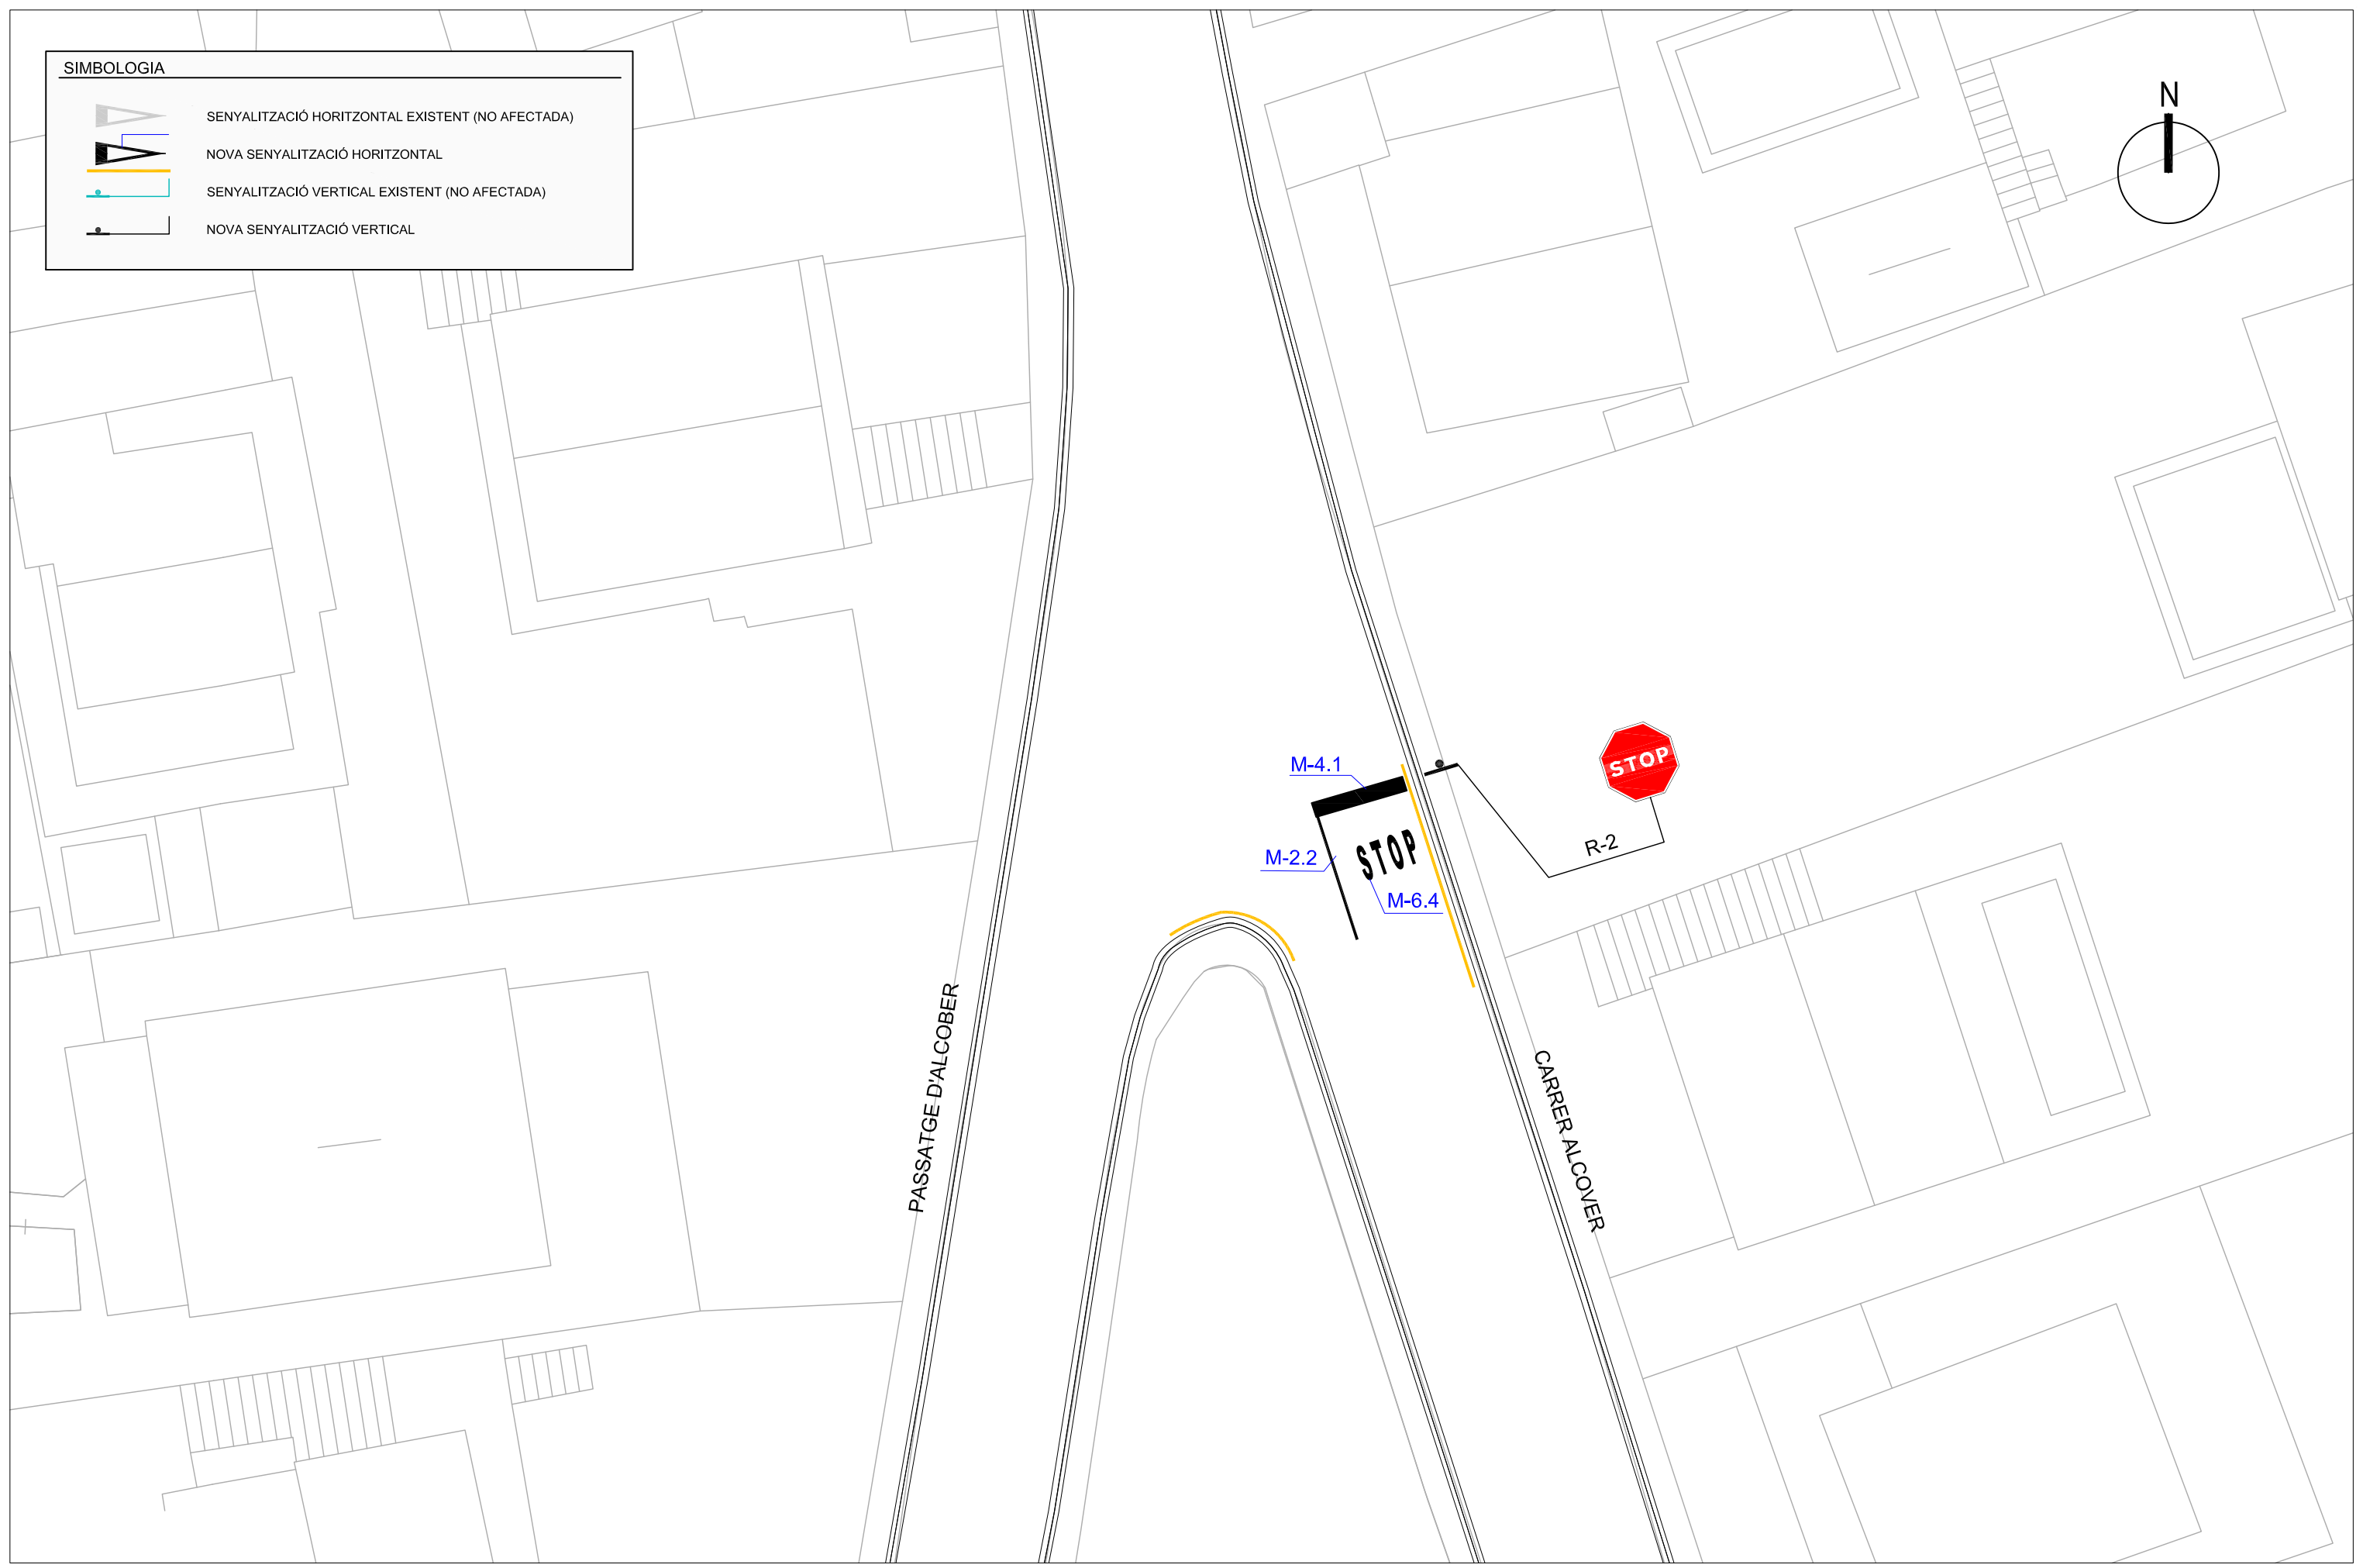 SIMBOLOGIA
SENYALITZACIÓ HORITZONTAL EXISTENT (NO AFECTADA)
NOVA SENYALITZACIÓ HORITZONTAL
SENYALITZACIÓ VERTICAL EXISTENT (NO AFECTADA)
NOVA SENYALITZACIÓ VERTICAL
N
M-4.1
STOP
M-2.2
STOP
R-2
M-6.4
PASSATGE D'ALCOBER
CARRER ALCOVER